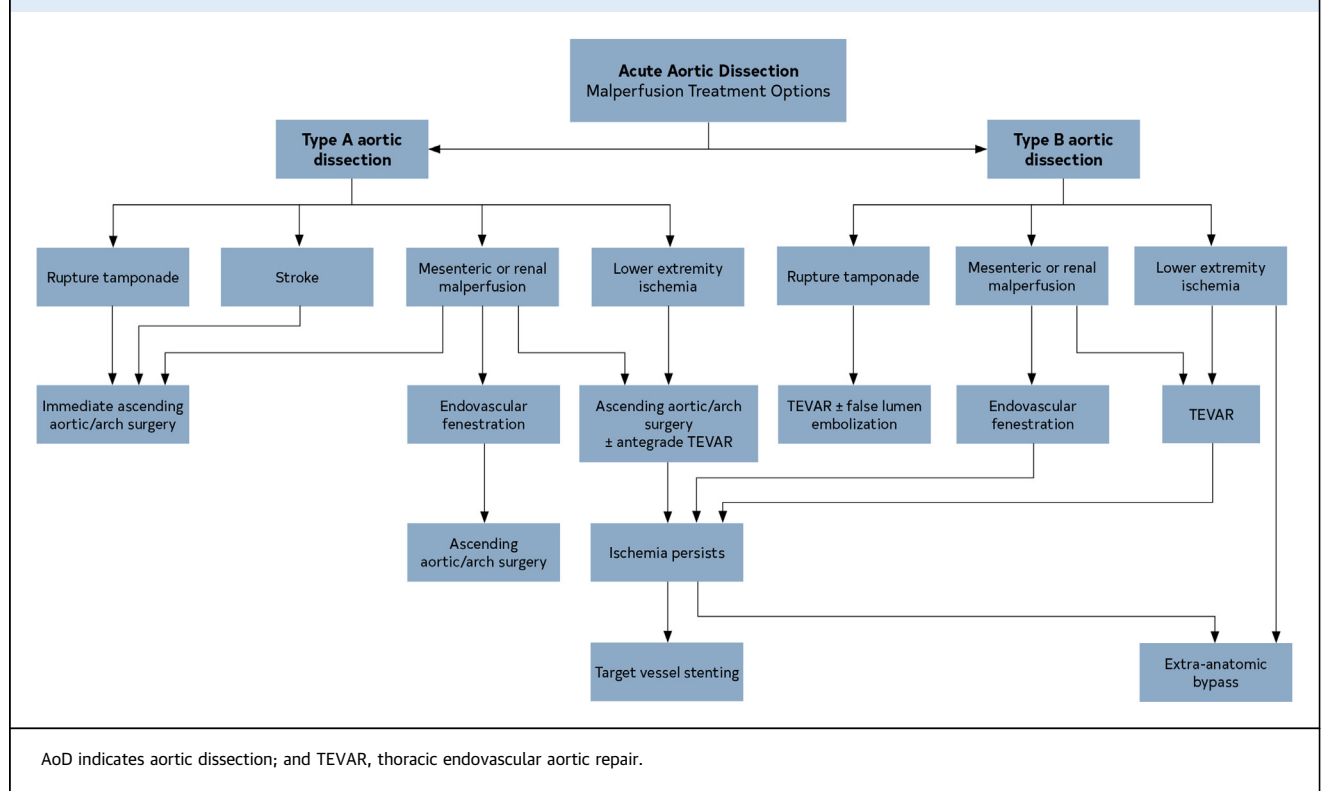 Acute Aortic Dissection
Malperfusion Treatment Options
Type A aortic
dissection
Type B aortic
dissection
Rupture tamponade
Stroke
Mesenteric or renal
malperfusion
Lower extremity
ischemia
Rupture tamponade
Mesenteric or renal
malperfusion
Lower extremity
ischemia
Immediate ascending
aortic/arch surgery
Endovascular
fenestration
Ascending aortic/arch
surgery
± antegrade TEVAR
TEVAR ± false lumen
embolization
Endovascular
fenestration
TEVAR
Ascending
aortic/arch surgery
Ischemia persists
Target vessel stenting
Extra-anatomic
bypass
AoD indicates aortic dissection; and TEVAR, thoracic endovascular aortic repair.